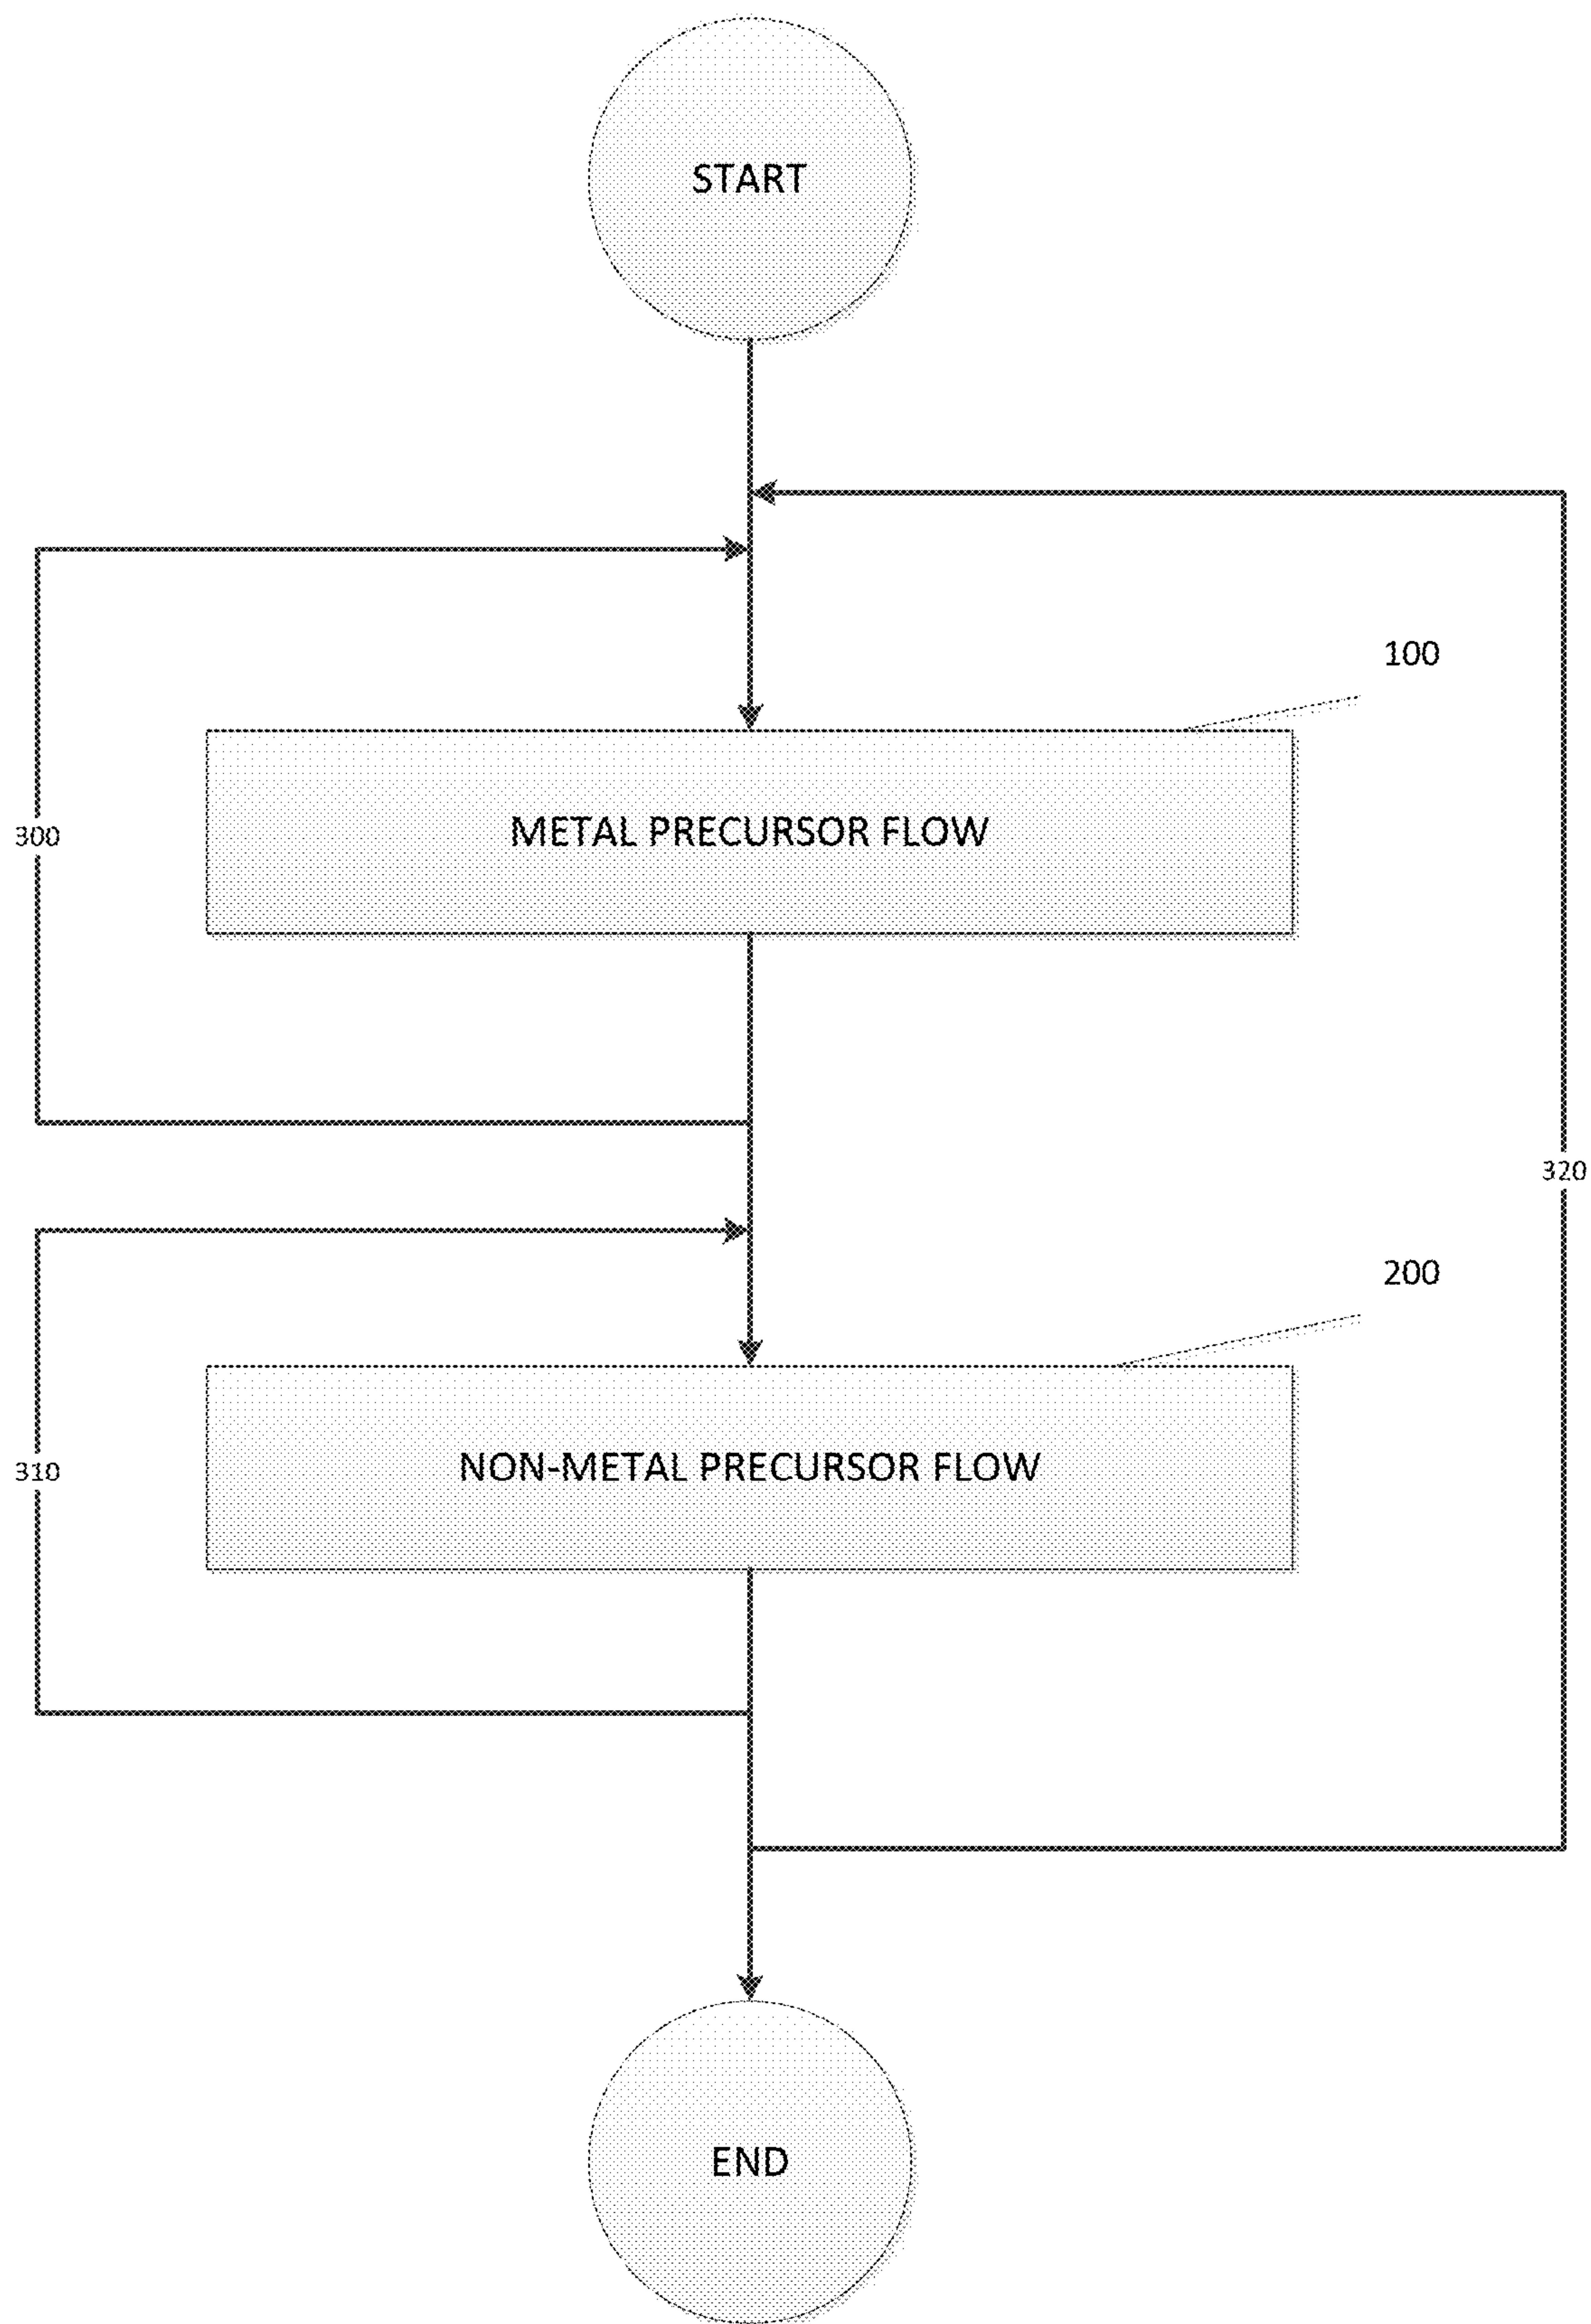 START
100
METAL PRECURSOR FLOW
300
320
200
NON-METAL PRECURSOR FLOW
310
END